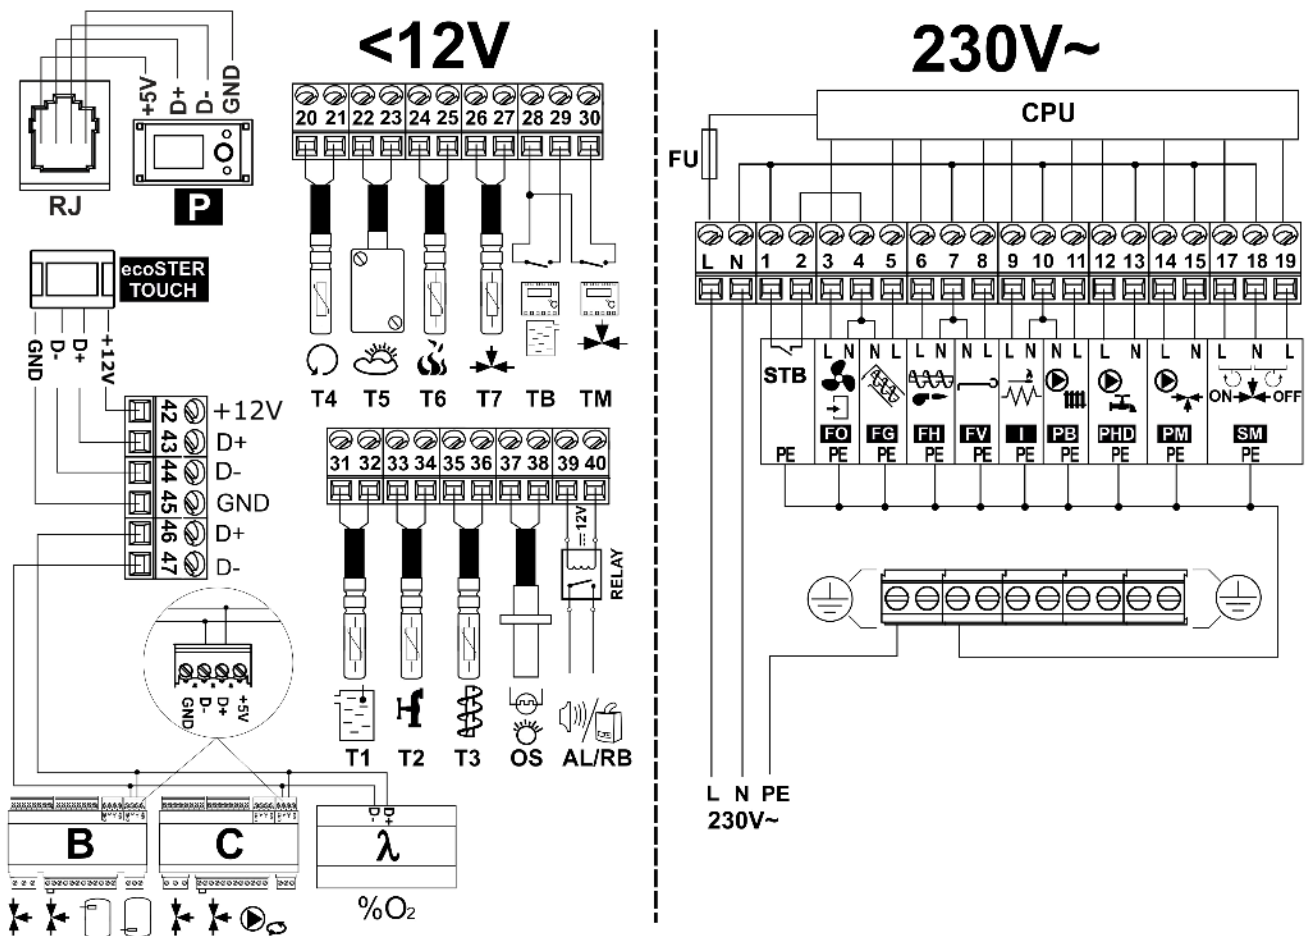 <12V
230V~
+5V
D+
D-
GND
RJ
P
ecoSTER
TOUCH
GND
D-
D+
+12V
42 +12V
43 D+
44 D-
45 GND
46 D+
47 D-
GND
D-
D+
+5V
B
C
D-
D+
λ
%O2
20 21 22 23 24 25 26 27 28 29 30
T4 T5 T6 T7 TB TM
31 32 33 34 35 36 37 38 39 40
12V
RELAY
T1 T2 T3 OS AL/RB
CPU
FU
L N 1 2 3 4 5 6 7 8 9 10 11 12 13 14 15 17 18 19
L N N L L N N L L N N L L N L N L N L
STB
ON OFF
FO FG FH FV I PB PHD PM SM
PE PE PE PE PE PE PE PE PE PE
L N PE
230V~